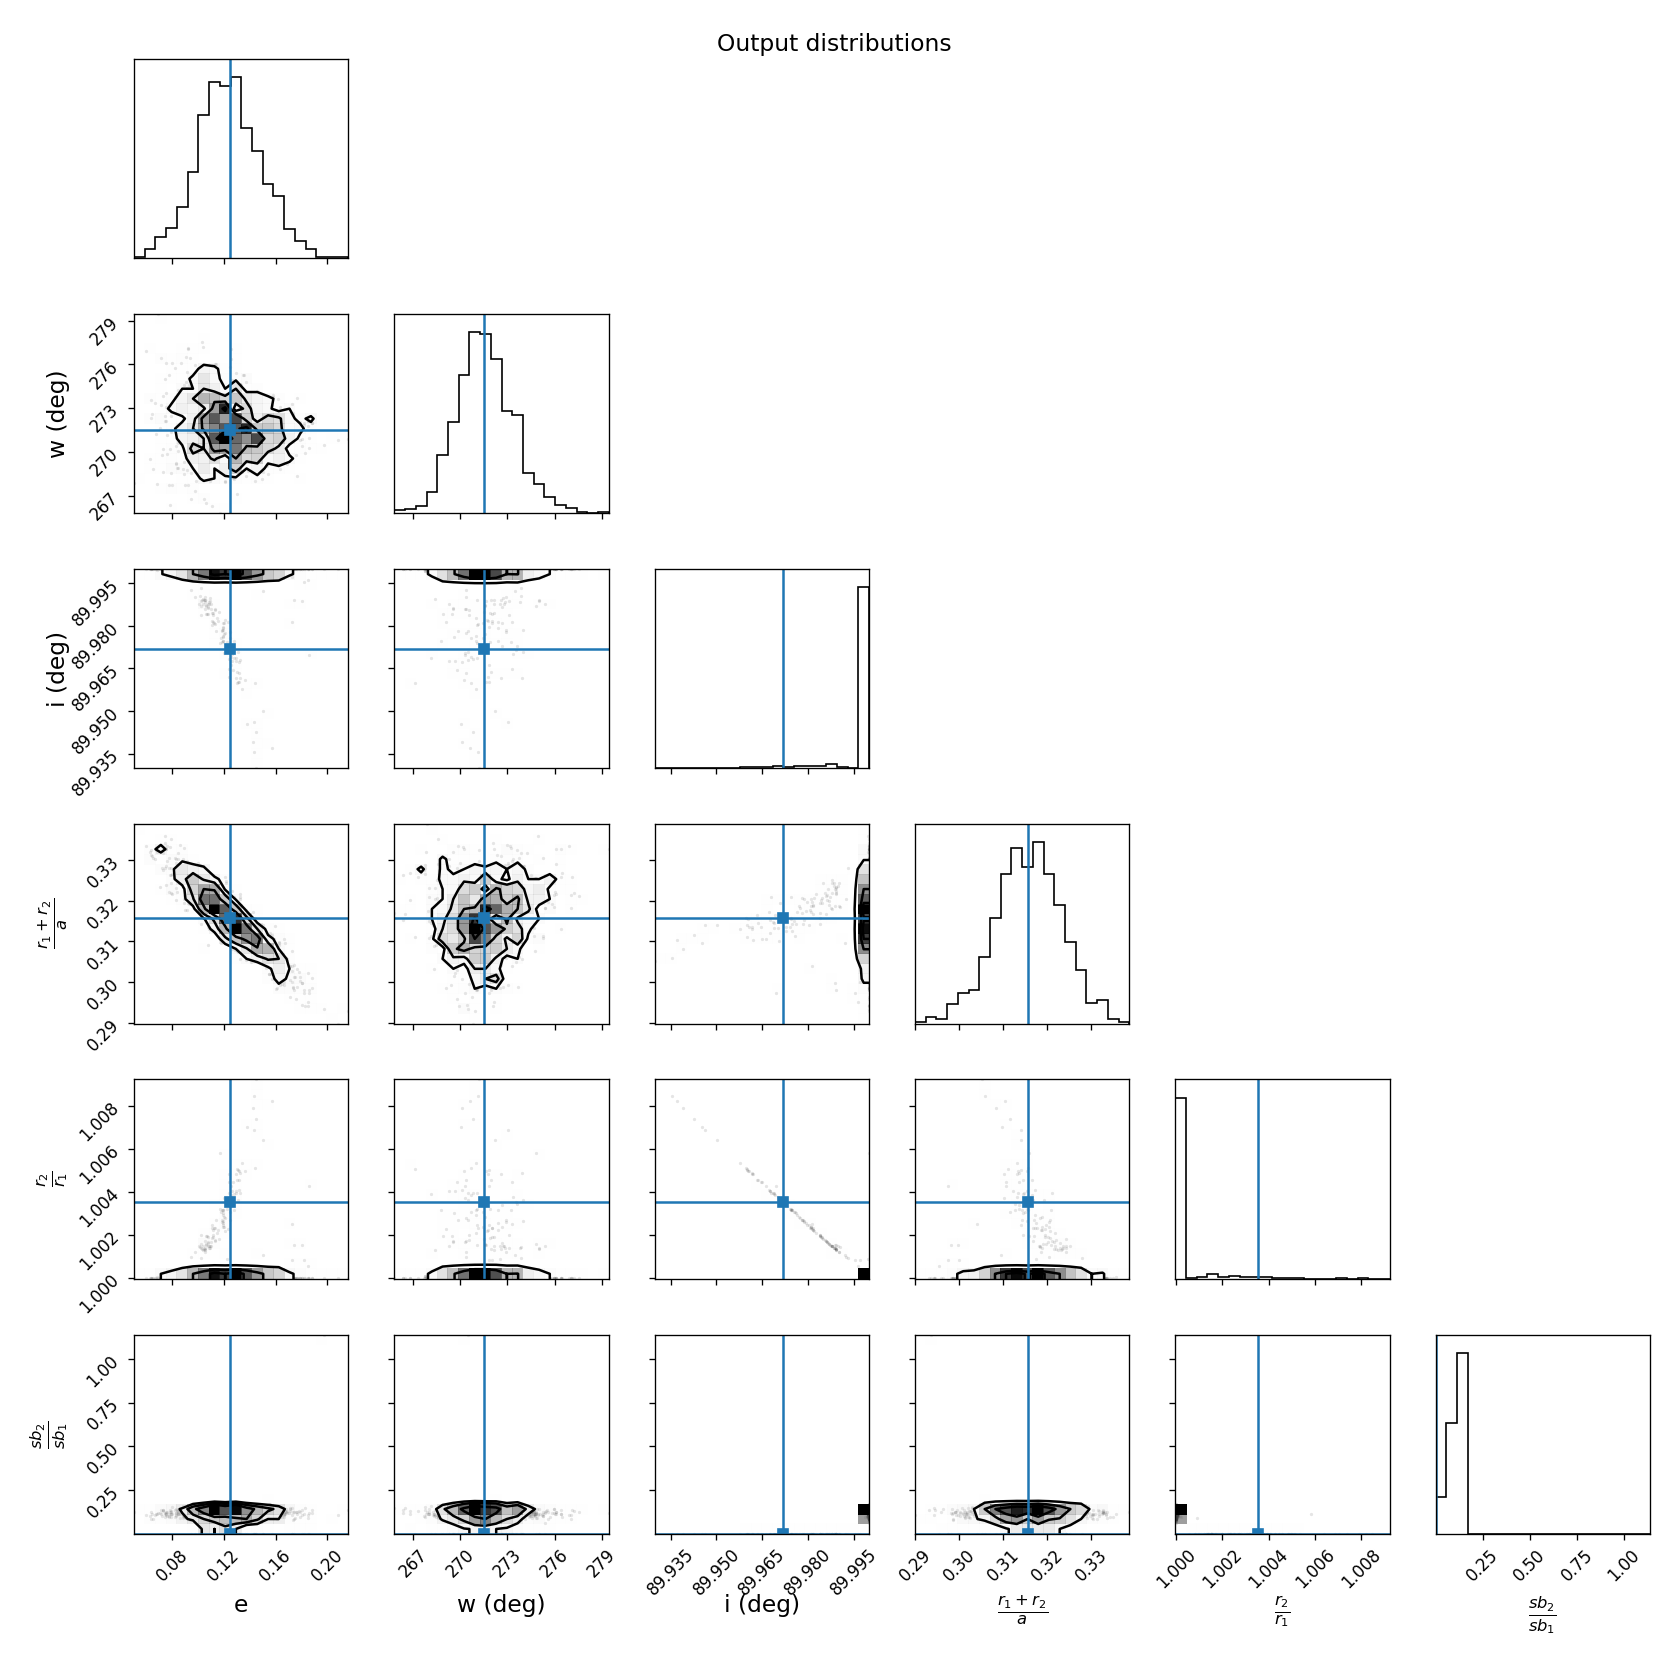 Output distributions
279
276
273
270
267
w (deg)
89.995
89.980
89.965
89.950
89.935
i (deg)
0.33
0.32
0.31
0.30
0.29
r₁ + r₂
a
1.008
1.006
1.004
1.002
1.000
r₂
r₁
1.00
0.75
0.50
0.25
sb₂
sb₁
0.08 0.12 0.16 0.20
e
267 270 273 276 279
w (deg)
89.935 89.950 89.965 89.980 89.995
i (deg)
0.29 0.30 0.31 0.32 0.33
r₁ + r₂
a
1.000 1.002 1.004 1.006 1.008
r₂
r₁
0.25 0.50 0.75 1.00
sb₂
sb₁